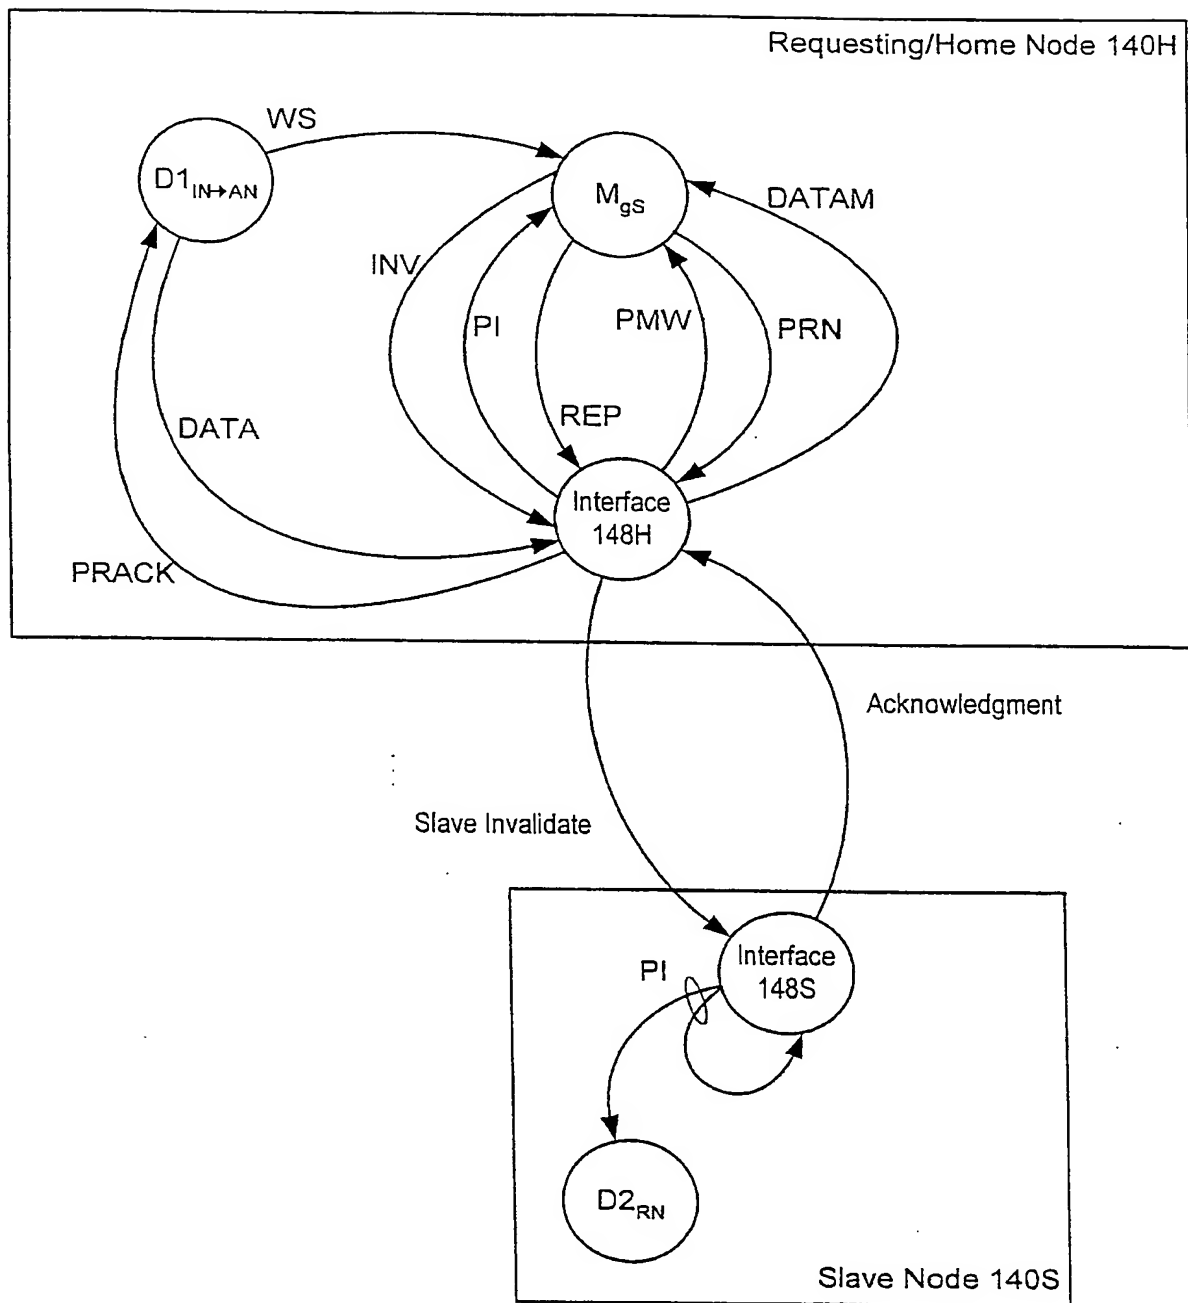 Requesting/Home Node 140H
WS
D1IN→AN
MgS
DATAM
INV
PI
PMW
PRN
REP
DATA
Interface
148H
PRACK
Acknowledgment
Slave Invalidate
Interface
148S
PI
D2RN
Slave Node 140S